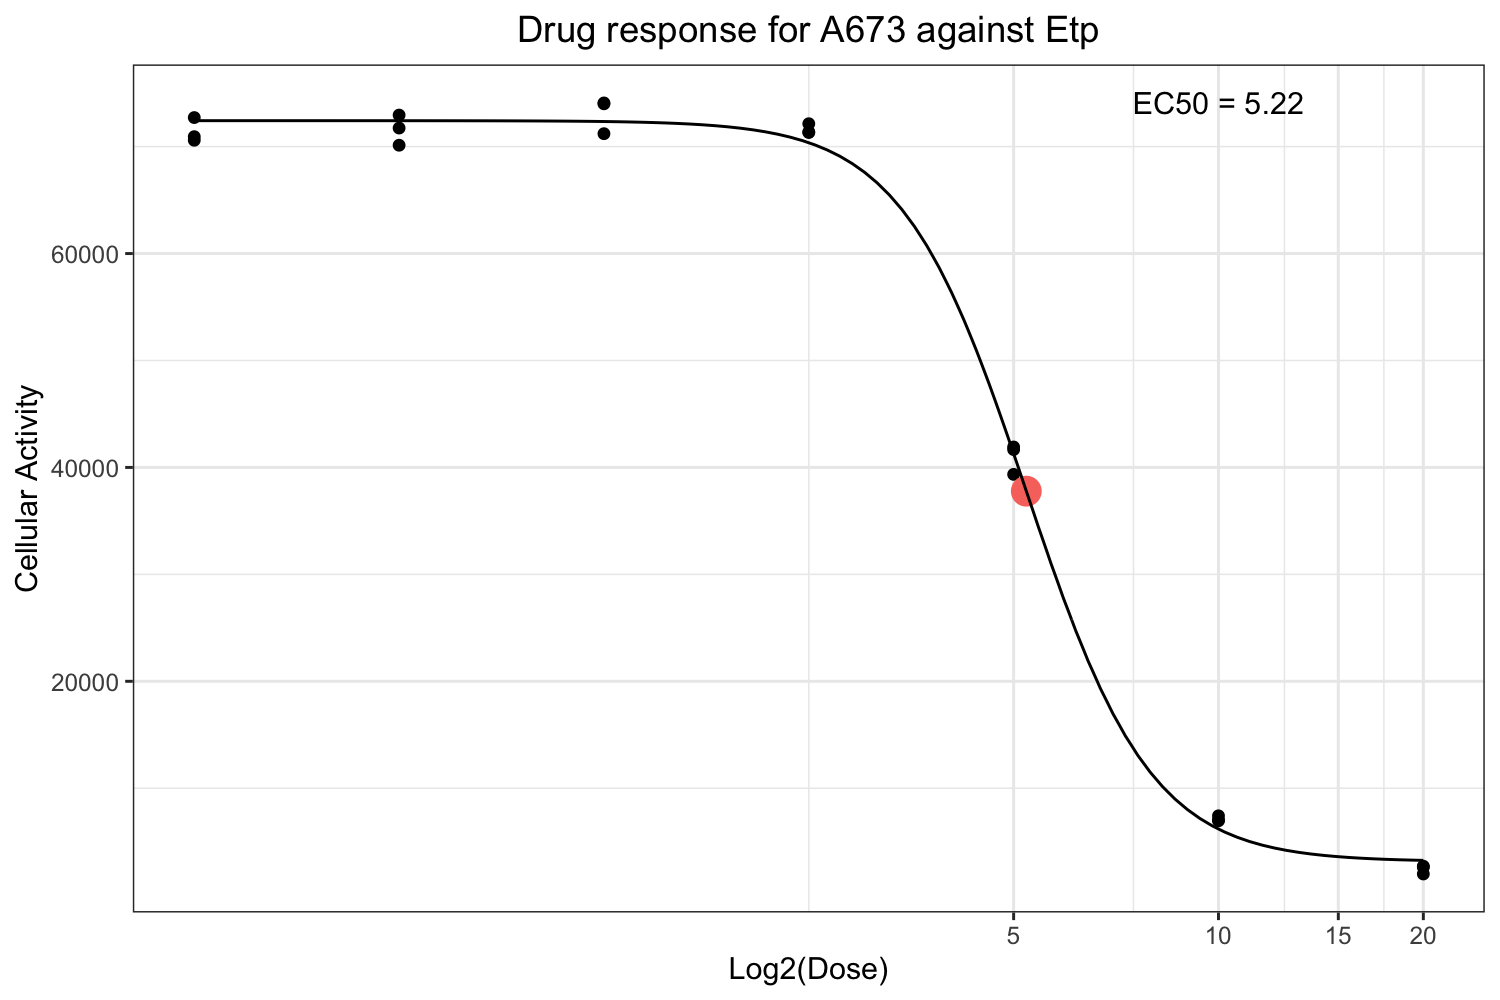 Drug response for A673 against Etp
EC50 = 5.22
60000
40000
20000
Cellular Activity
5 10 15 20
Log2(Dose)